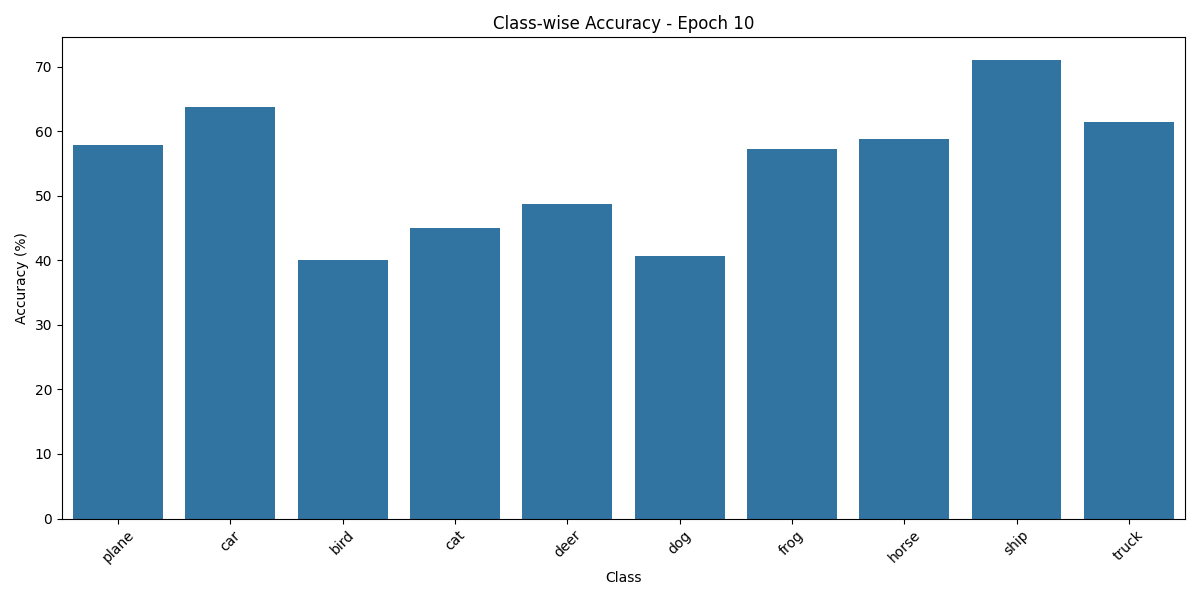 Class-wise Accuracy - Epoch 10
Accuracy (%)
70
60
50
40
30
20
10
0
plane
car
bird
cat
deer
dog
frog
horse
ship
truck
Class